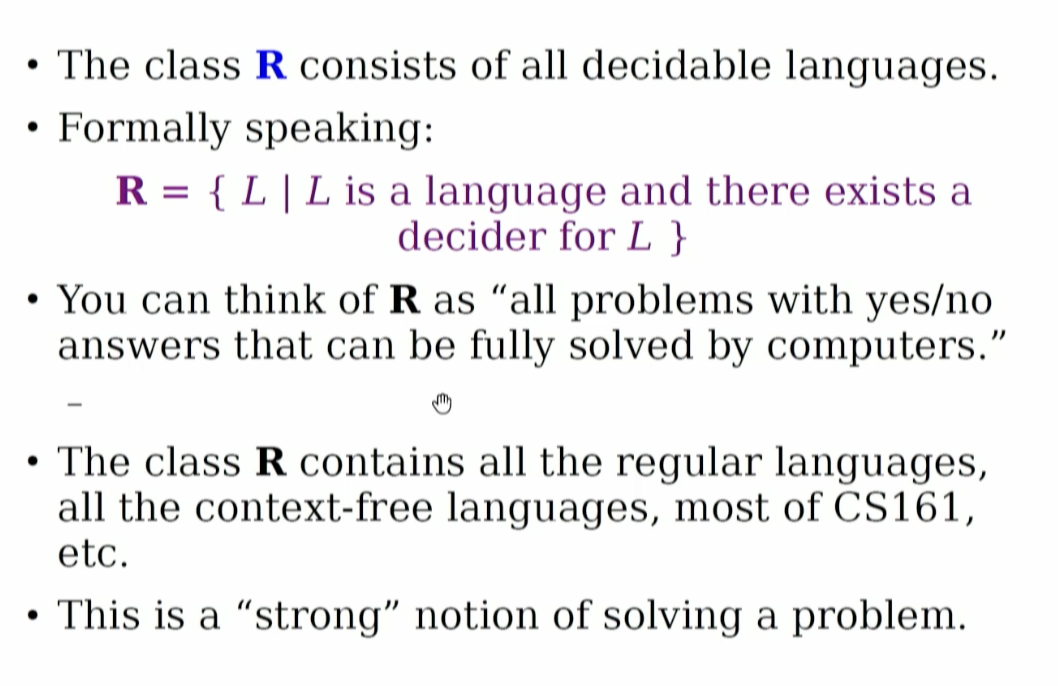 • The class R consists of all decidable languages.
• Formally speaking:
R = { L | L is a language and there exists a
decider for L }
• You can think of R as “all problems with yes/no
answers that can be fully solved by computers.”
–
• The class R contains all the regular languages,
all the context-free languages, most of CS161,
etc.
• This is a “strong” notion of solving a problem.